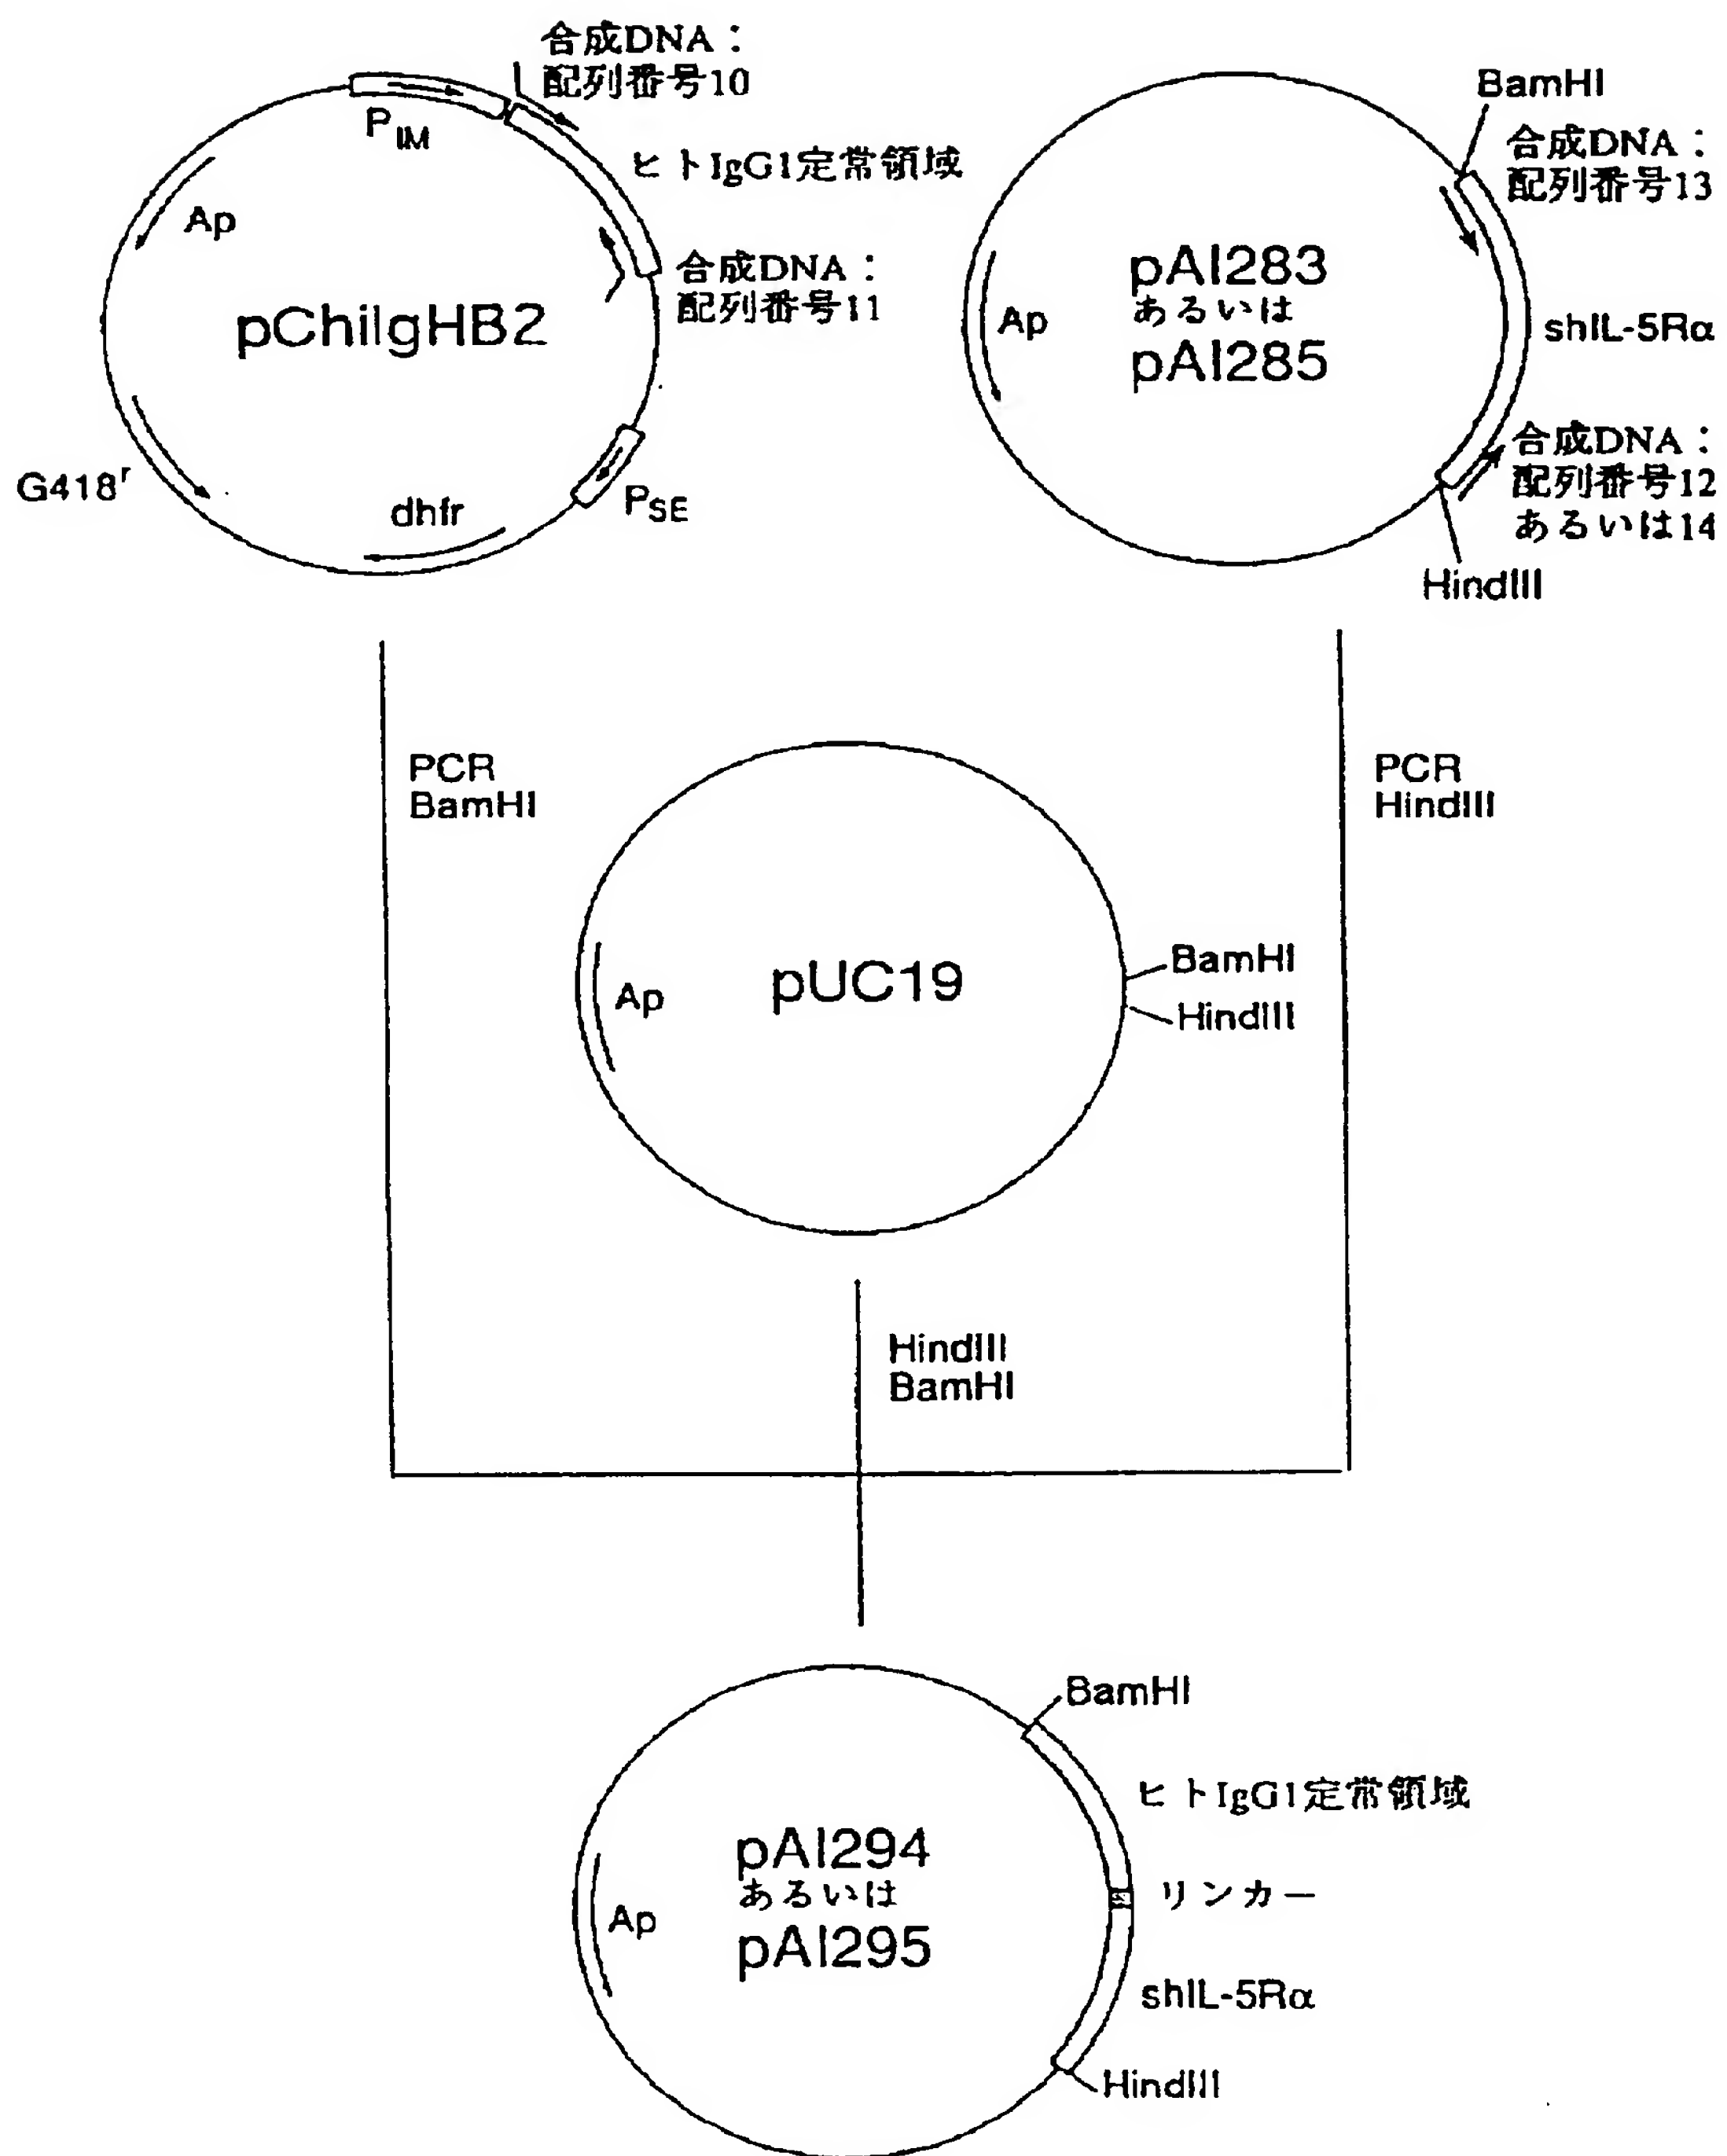 合成DNA：
配列番号10
PIM
ヒトIgG1定常領域
Ap
合成DNA：
配列番号11
pChiIgHB2
G418r
dhfr
PSE
BamHI
合成DNA：
配列番号13
pAI283
あるいは
pAI285
Ap
shIL-5Rα
合成DNA：
配列番号12
あるいは14
HindIII
PCR
BamHI
PCR
HindIII
pUC19
Ap
BamHI
HindIII
HindIII
BamHI
BamHI
ヒトIgG1定常領域
pAI294
あるいは
pAI295
Ap
リンカー
shIL-5Rα
HindIII